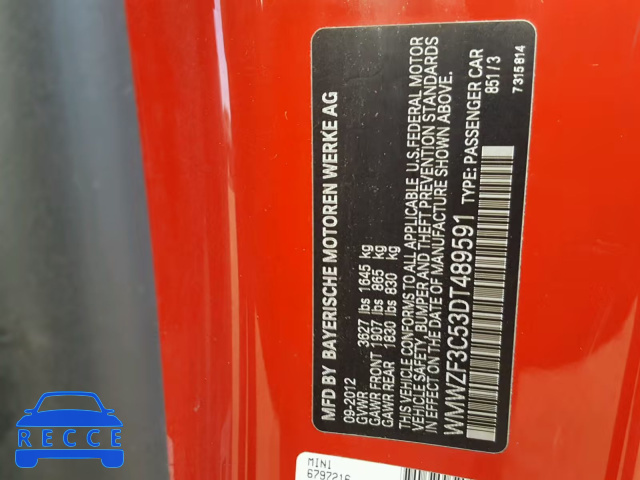 MFD BY BAYERISCHE MOTOREN WERKE AG
09-2012
GVWR 3627 lbs 1645 kg
GAWR FRONT 1907 lbs 865 kg
GAWR REAR 1830 lbs 830 kg
THIS VEHICLE CONFORMS TO ALL APPLICABLE U.S. FEDERAL MOTOR
VEHICLE SAFETY, BUMPER AND THEFT PREVENTION STANDARDS
IN EFFECT ON THE DATE OF MANUFACTURE SHOWN ABOVE.
WMWZF3C53DT489591
TYPE: PASSENGER CAR
851/3
7315814
MINI
6797216
RECCE